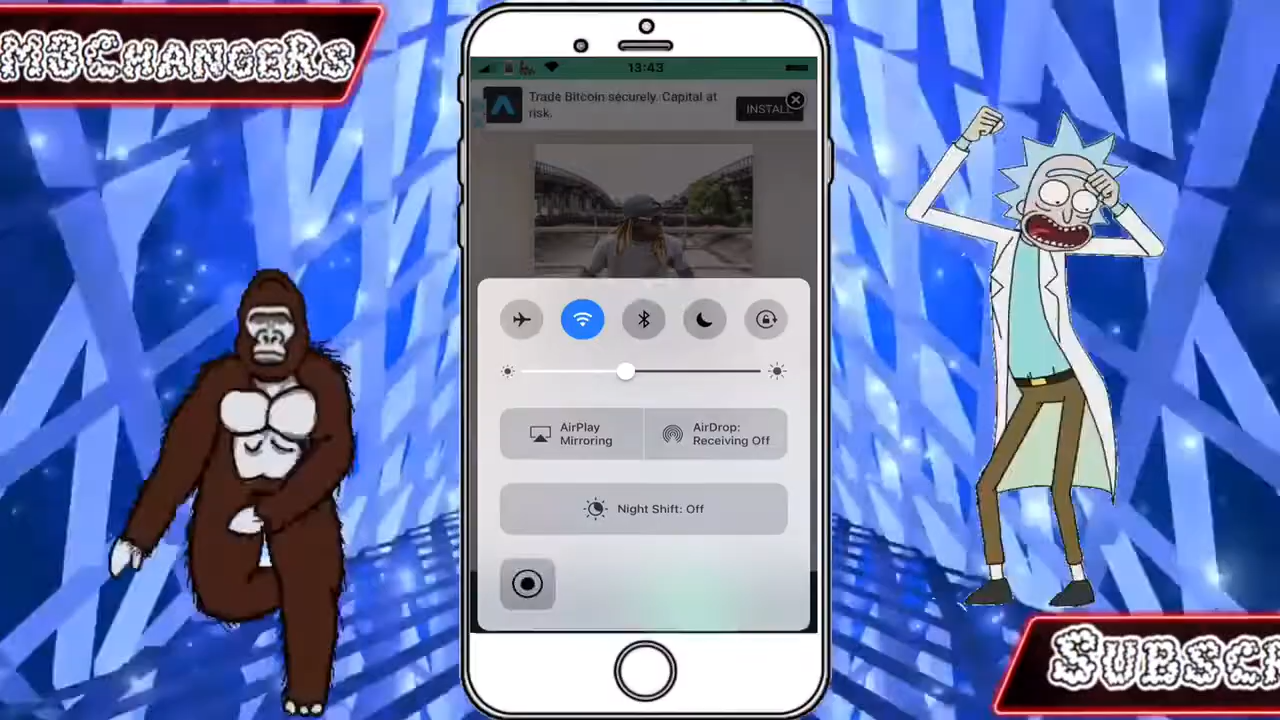 M3ChangeRs
13:43
Trade Bitcoin securely. Capital at
risk.
INSTALL
AirPlay
Mirroring
AirDrop:
Receiving Off
Night Shift: Off
Subscr